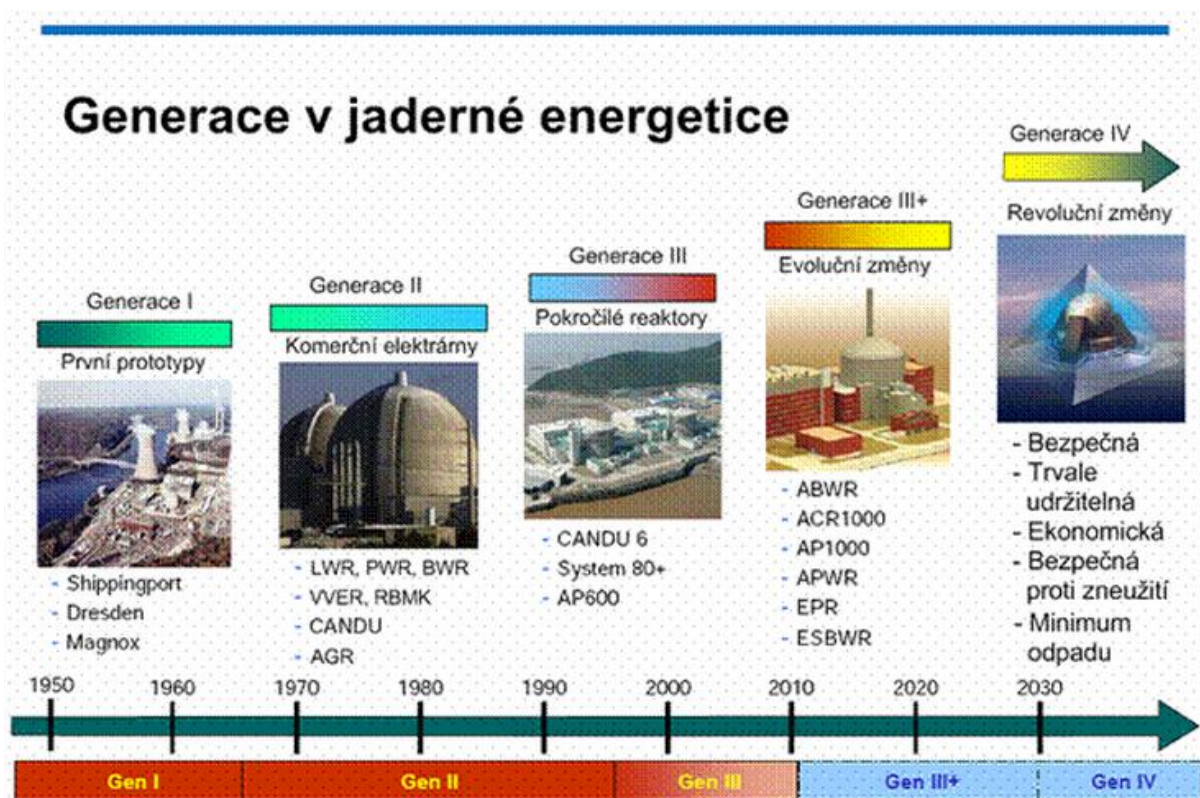 Generace v jaderné energetice
Generace I
První prototypy
- Shippingport
- Dresden
- Magnox
Generace II
Komerční elektrárny
- LWR, PWR, BWR
- VVER, RBMK
- CANDU
- AGR
Generace III
Pokročilé reaktory
- CANDU 6
- System 80+
- AP600
Generace III+
Evoluční změny
- ABWR
- ACR1000
- AP1000
- APWR
- EPR
- ESBWR
Generace IV
Revoluční změny
- Bezpečná
- Trvale
udržitelná
- Ekonomická
- Bezpečná
proti zneužití
- Minimum
odpadu
1950 1960 1970 1980 1990 2000 2010 2020 2030
Gen I Gen II Gen III Gen III+ Gen IV